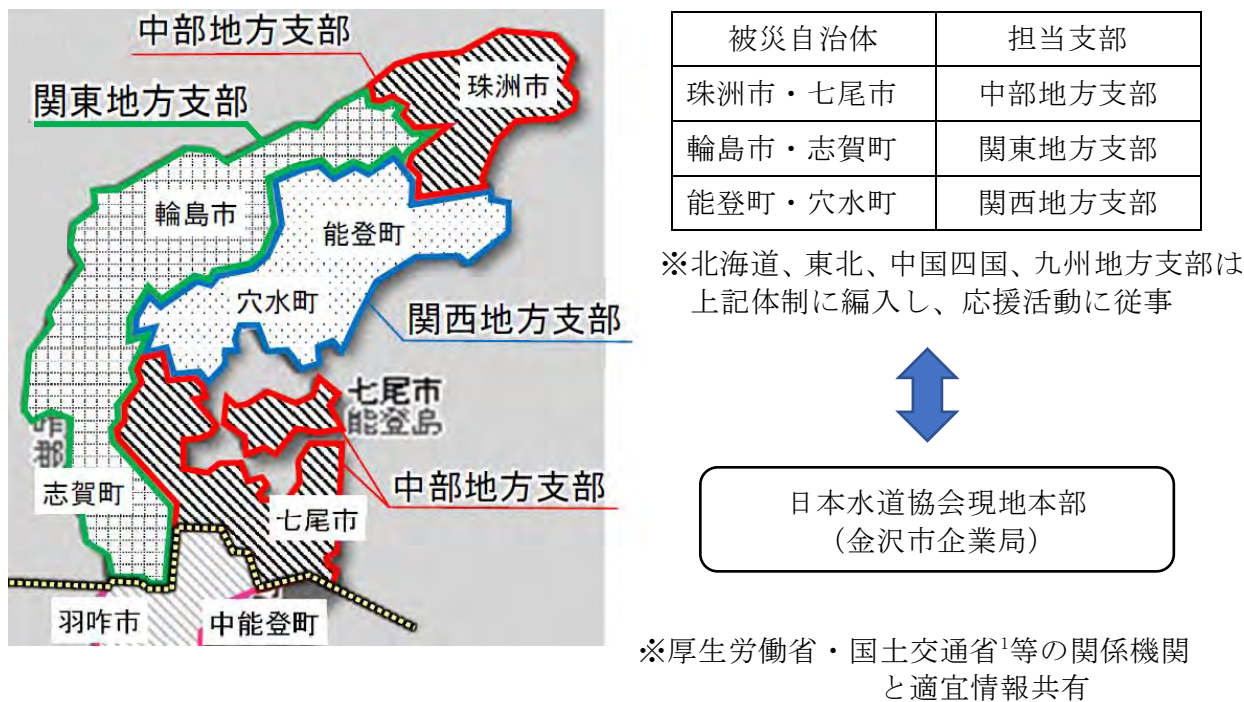 中部地方支部
珠洲市
関東地方支部
輪島市
能登町
穴水町
関西地方支部
七尾市
能登島
咋
郡
志賀町
中部地方支部
七尾市
羽咋市
中能登町
被災自治体 担当支部
珠洲市・七尾市 中部地方支部
輪島市・志賀町 関東地方支部
能登町・穴水町 関西地方支部
※北海道、東北、中国四国、九州地方支部は
上記体制に編入し、応援活動に従事
日本水道協会現地本部
（金沢市企業局）
※厚生労働省・国土交通省¹等の関係機関
と適宜情報共有